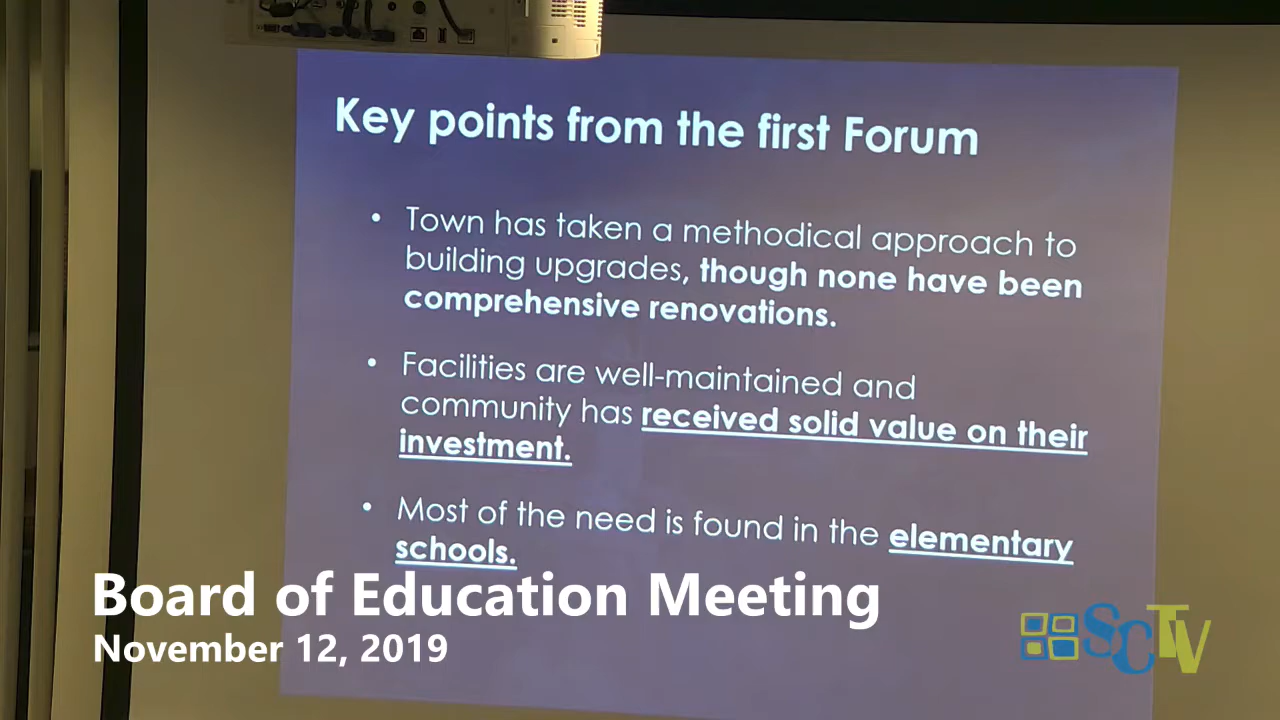 Key points from the first Forum
• Town has taken a methodical approach to
building upgrades, though none have been
comprehensive renovations.
• Facilities are well-maintained and
community has received solid value on their
investment.
• Most of the need is found in the elementary
schools.
Board of Education Meeting
November 12, 2019
SCTV